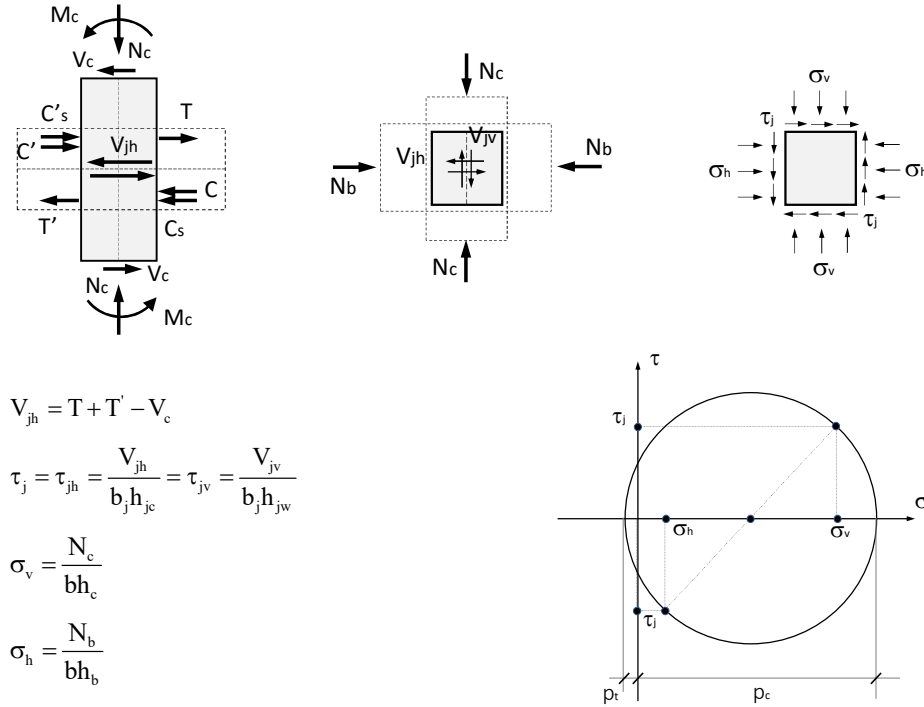 Mc
Nc
Vc
C's
C'
T
Vjh
C
T'
Cs
Vc
Nc
Mc
Nc
Vjv
Vjh
Nb
Nb
Nc
σv
τj
σh
σh
τj
σv
V_jh = T + T' − V_c
τ_j = τ_jh = V_jh / b_j h_jc = τ_jv = V_jv / b_j h_jw
σ_v = N_c / bh_c
σ_h = N_b / bh_b
τ
τj
σ
σh
σv
τj
pt
pc